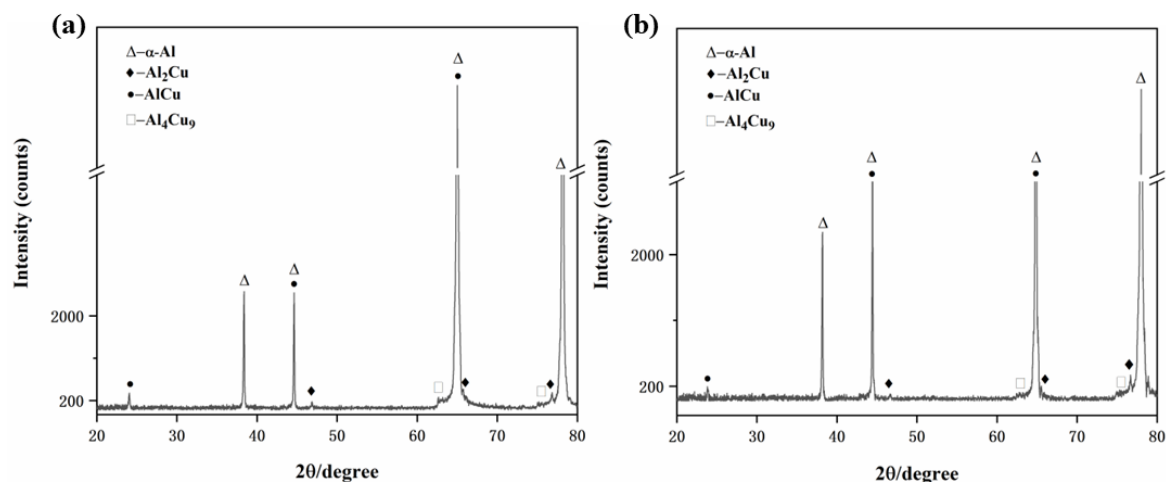 (a)
Δ–α-Al
◆–Al₂Cu
●–AlCu
□–Al₄Cu₉
Δ
●
Δ
Δ
Δ
●
●
◆
□
◆
□
◆
Intensity (counts)
2000
200
20 30 40 50 60 70 80
2θ/degree
(b)
Δ–α-Al
◆–Al₂Cu
●–AlCu
□–Al₄Cu₉
Δ
Δ
●
Δ
●
Δ
●
◆
□
◆
□
◆
Intensity (counts)
2000
200
20 30 40 50 60 70 80
2θ/degree